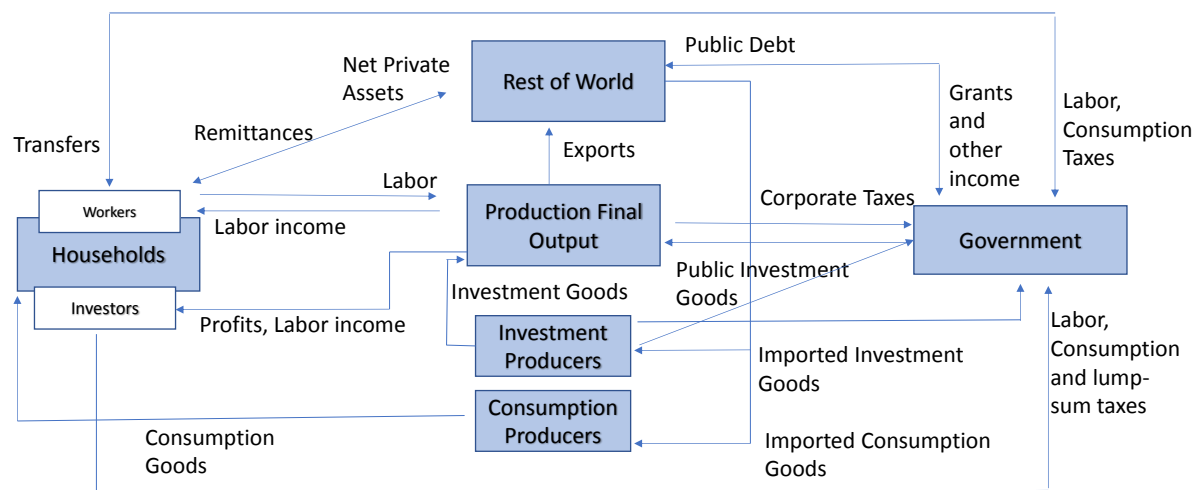 Public Debt
Net Private
Assets
Rest of World
Grants
and
other
income
Labor,
Consumption
Taxes
Transfers
Remittances
Exports
Labor
Workers
Labor income
Production Final
Output
Corporate Taxes
Households
Government
Public Investment
Goods
Investment Goods
Investors
Profits, Labor income
Investment
Producers
Imported Investment
Goods
Labor,
Consumption
and lump-
sum taxes
Consumption
Producers
Consumption
Goods
Imported Consumption
Goods